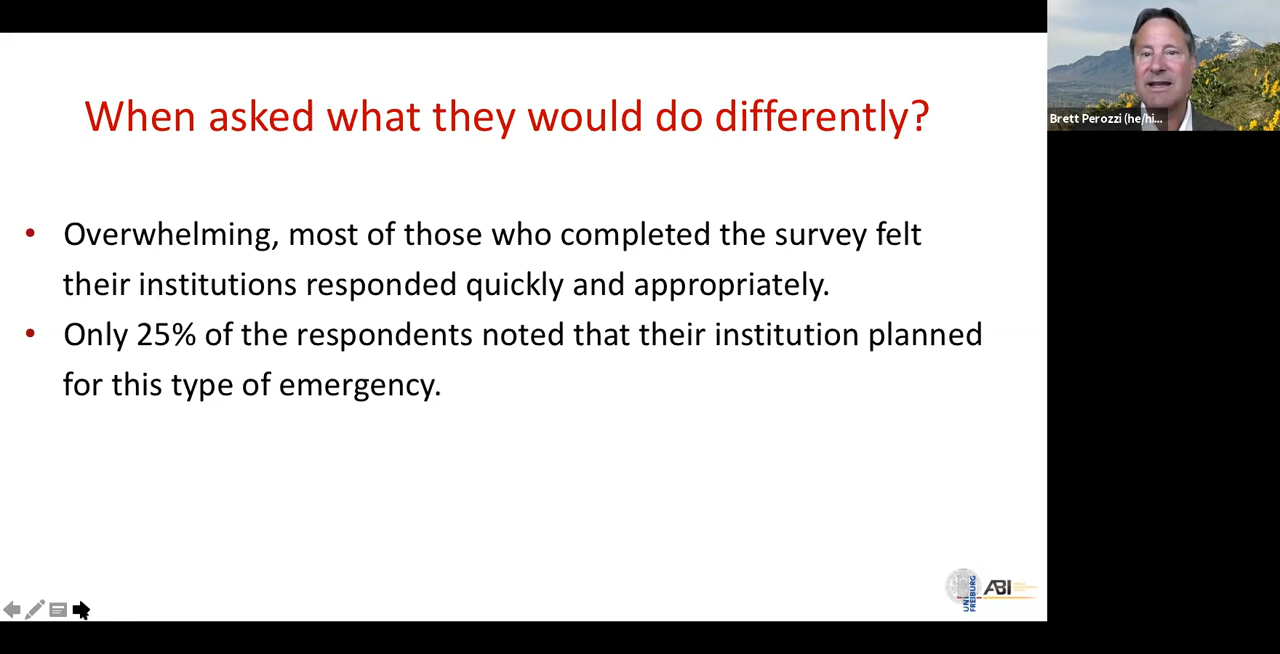 When asked what they would do differently?
• Overwhelming, most of those who completed the survey felt
their institutions responded quickly and appropriately.
• Only 25% of the respondents noted that their institution planned
for this type of emergency.
Brett Perozzi (he/hi...
UNI
FREIBURG
ABI